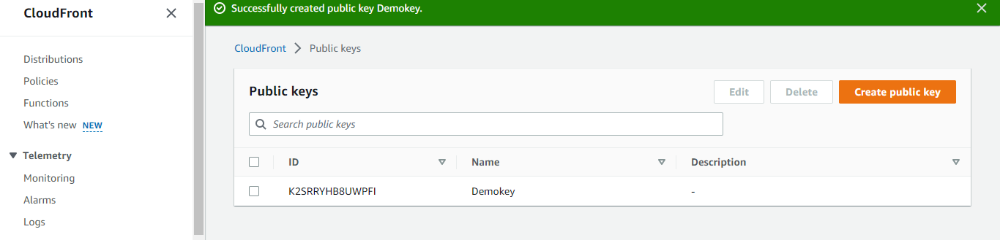 CloudFront
Successfully created public key Demokey.
CloudFront Public keys
Distributions
Policies
Functions
What's new NEW
Telemetry
Monitoring
Alarms
Logs
Public keys
Edit
Delete
Create public key
Search public keys
ID Name Description
K2SRRYHB8UWPFI Demokey -